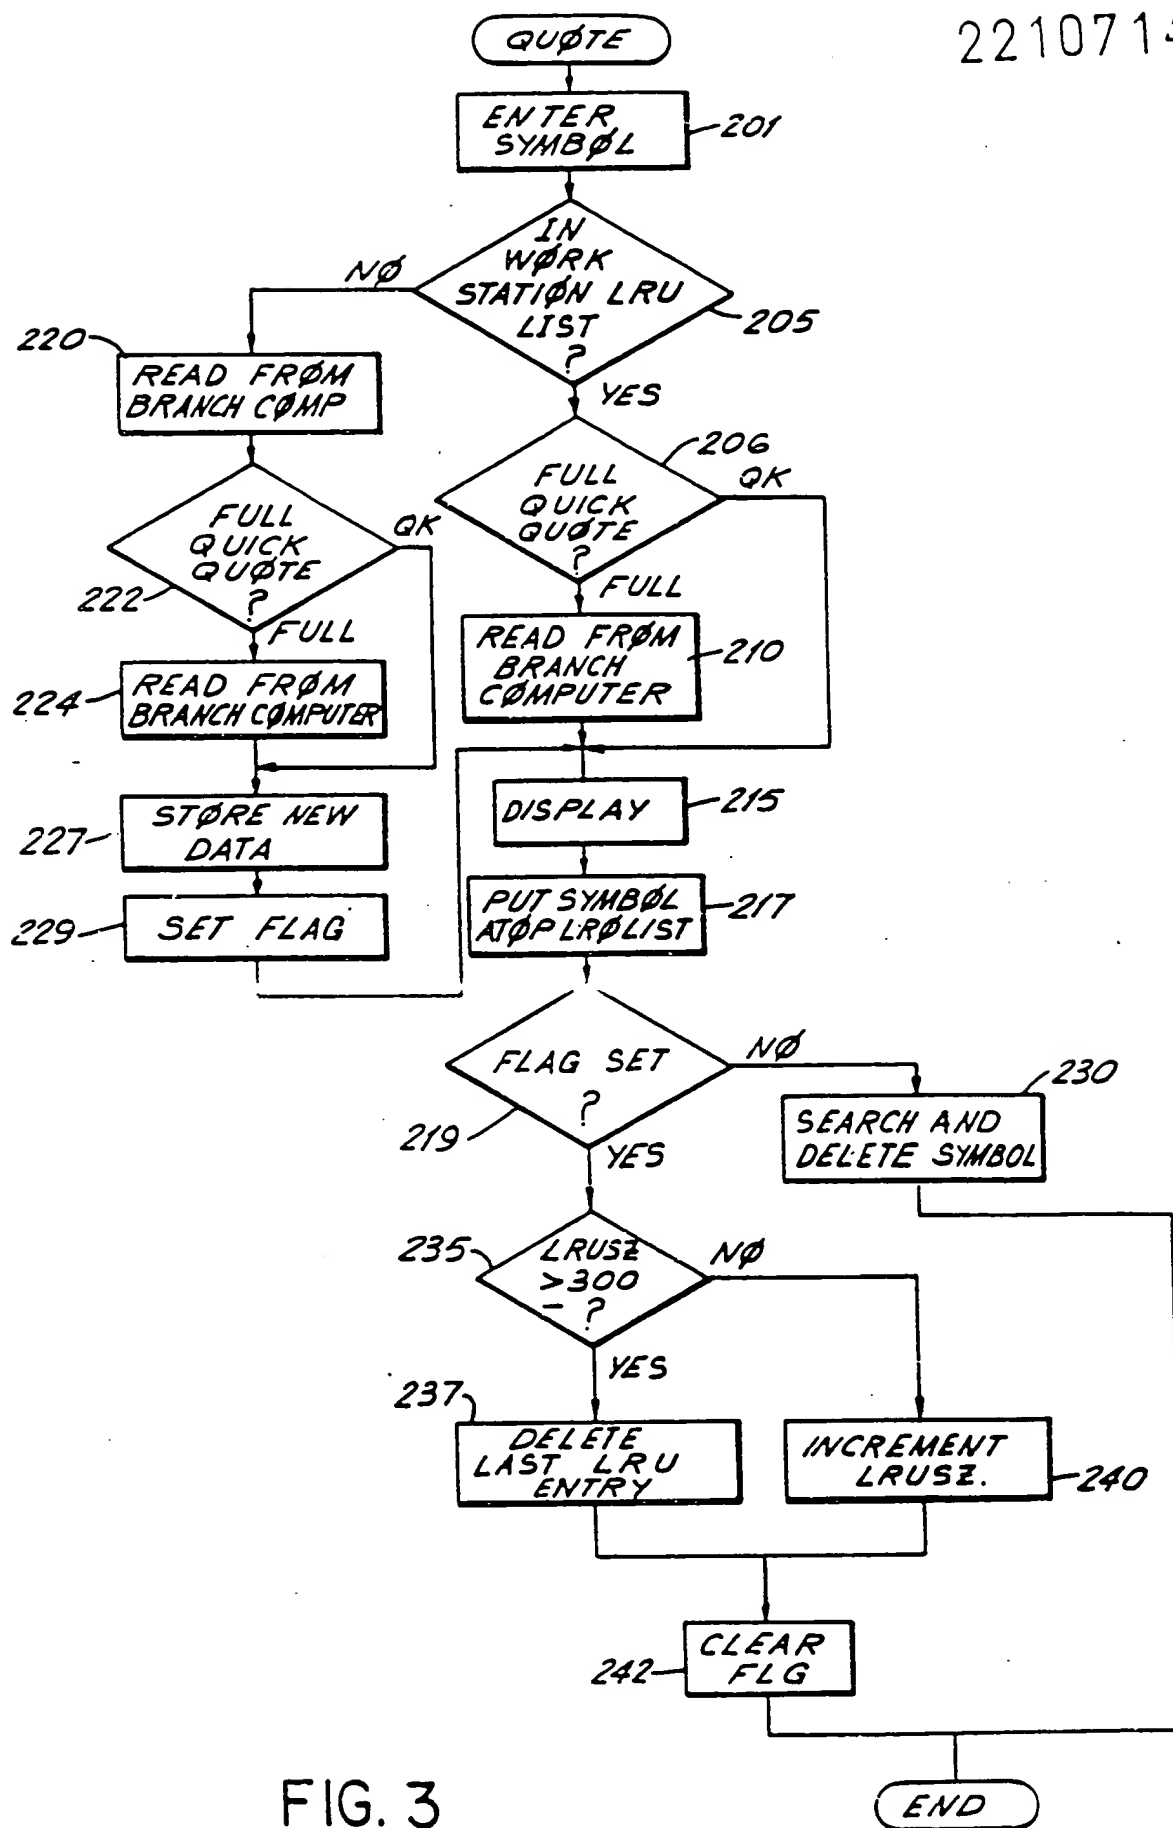 2210714
QUØTE
ENTER
SYMBØL
201
IN
WØRK
STATIØN LRU
LIST
?
205
NØ
YES
220
READ FRØM
BRANCH CØMP
206
FULL
QUICK
QUØTE
?
QK
FULL
222
FULL
QUICK
QUØTE
?
QK
FULL
READ FRØM
BRANCH
CØMPUTER
210
224
READ FRØM
BRANCH CØMPUTER
DISPLAY
215
227
STØRE NEW
DATA
PUT SYMBØL
ATØP LRØ LIST
217
229
SET FLAG
FLAG SET
?
219
NØ
YES
230
SEARCH AND
DELETE SYMBOL
235
LRUSZ
>300
– ?
NØ
YES
237
DELETE
LAST LRU
ENTRY
INCREMENT
LRUSZ.
240
242
CLEAR
FLG
END
FIG. 3